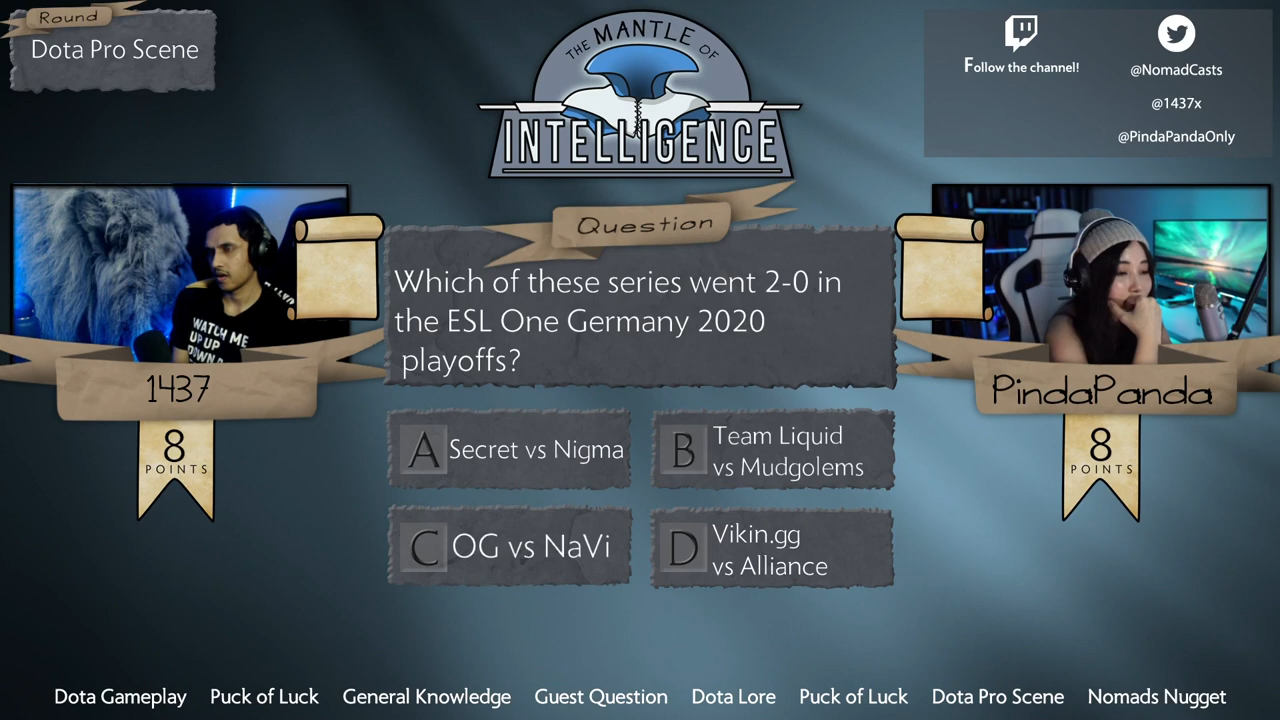 Round
Dota Pro Scene
THE MANTLE OF
INTELLIGENCE
Follow the channel!
@NomadCasts
@1437x
@PindaPandaOnly
Question
Which of these series went 2-0 in
the ESL One Germany 2020
playoffs?
WATCH ME
UP UP
DOWN
1437
8
POINTS
PindaPanda
8
POINTS
A Secret vs Nigma
B Team Liquid
vs Mudgolems
C OG vs NaVi
D Vikin.gg
vs Alliance
Dota Gameplay Puck of Luck General Knowledge Guest Question Dota Lore Puck of Luck Dota Pro Scene Nomads Nugget